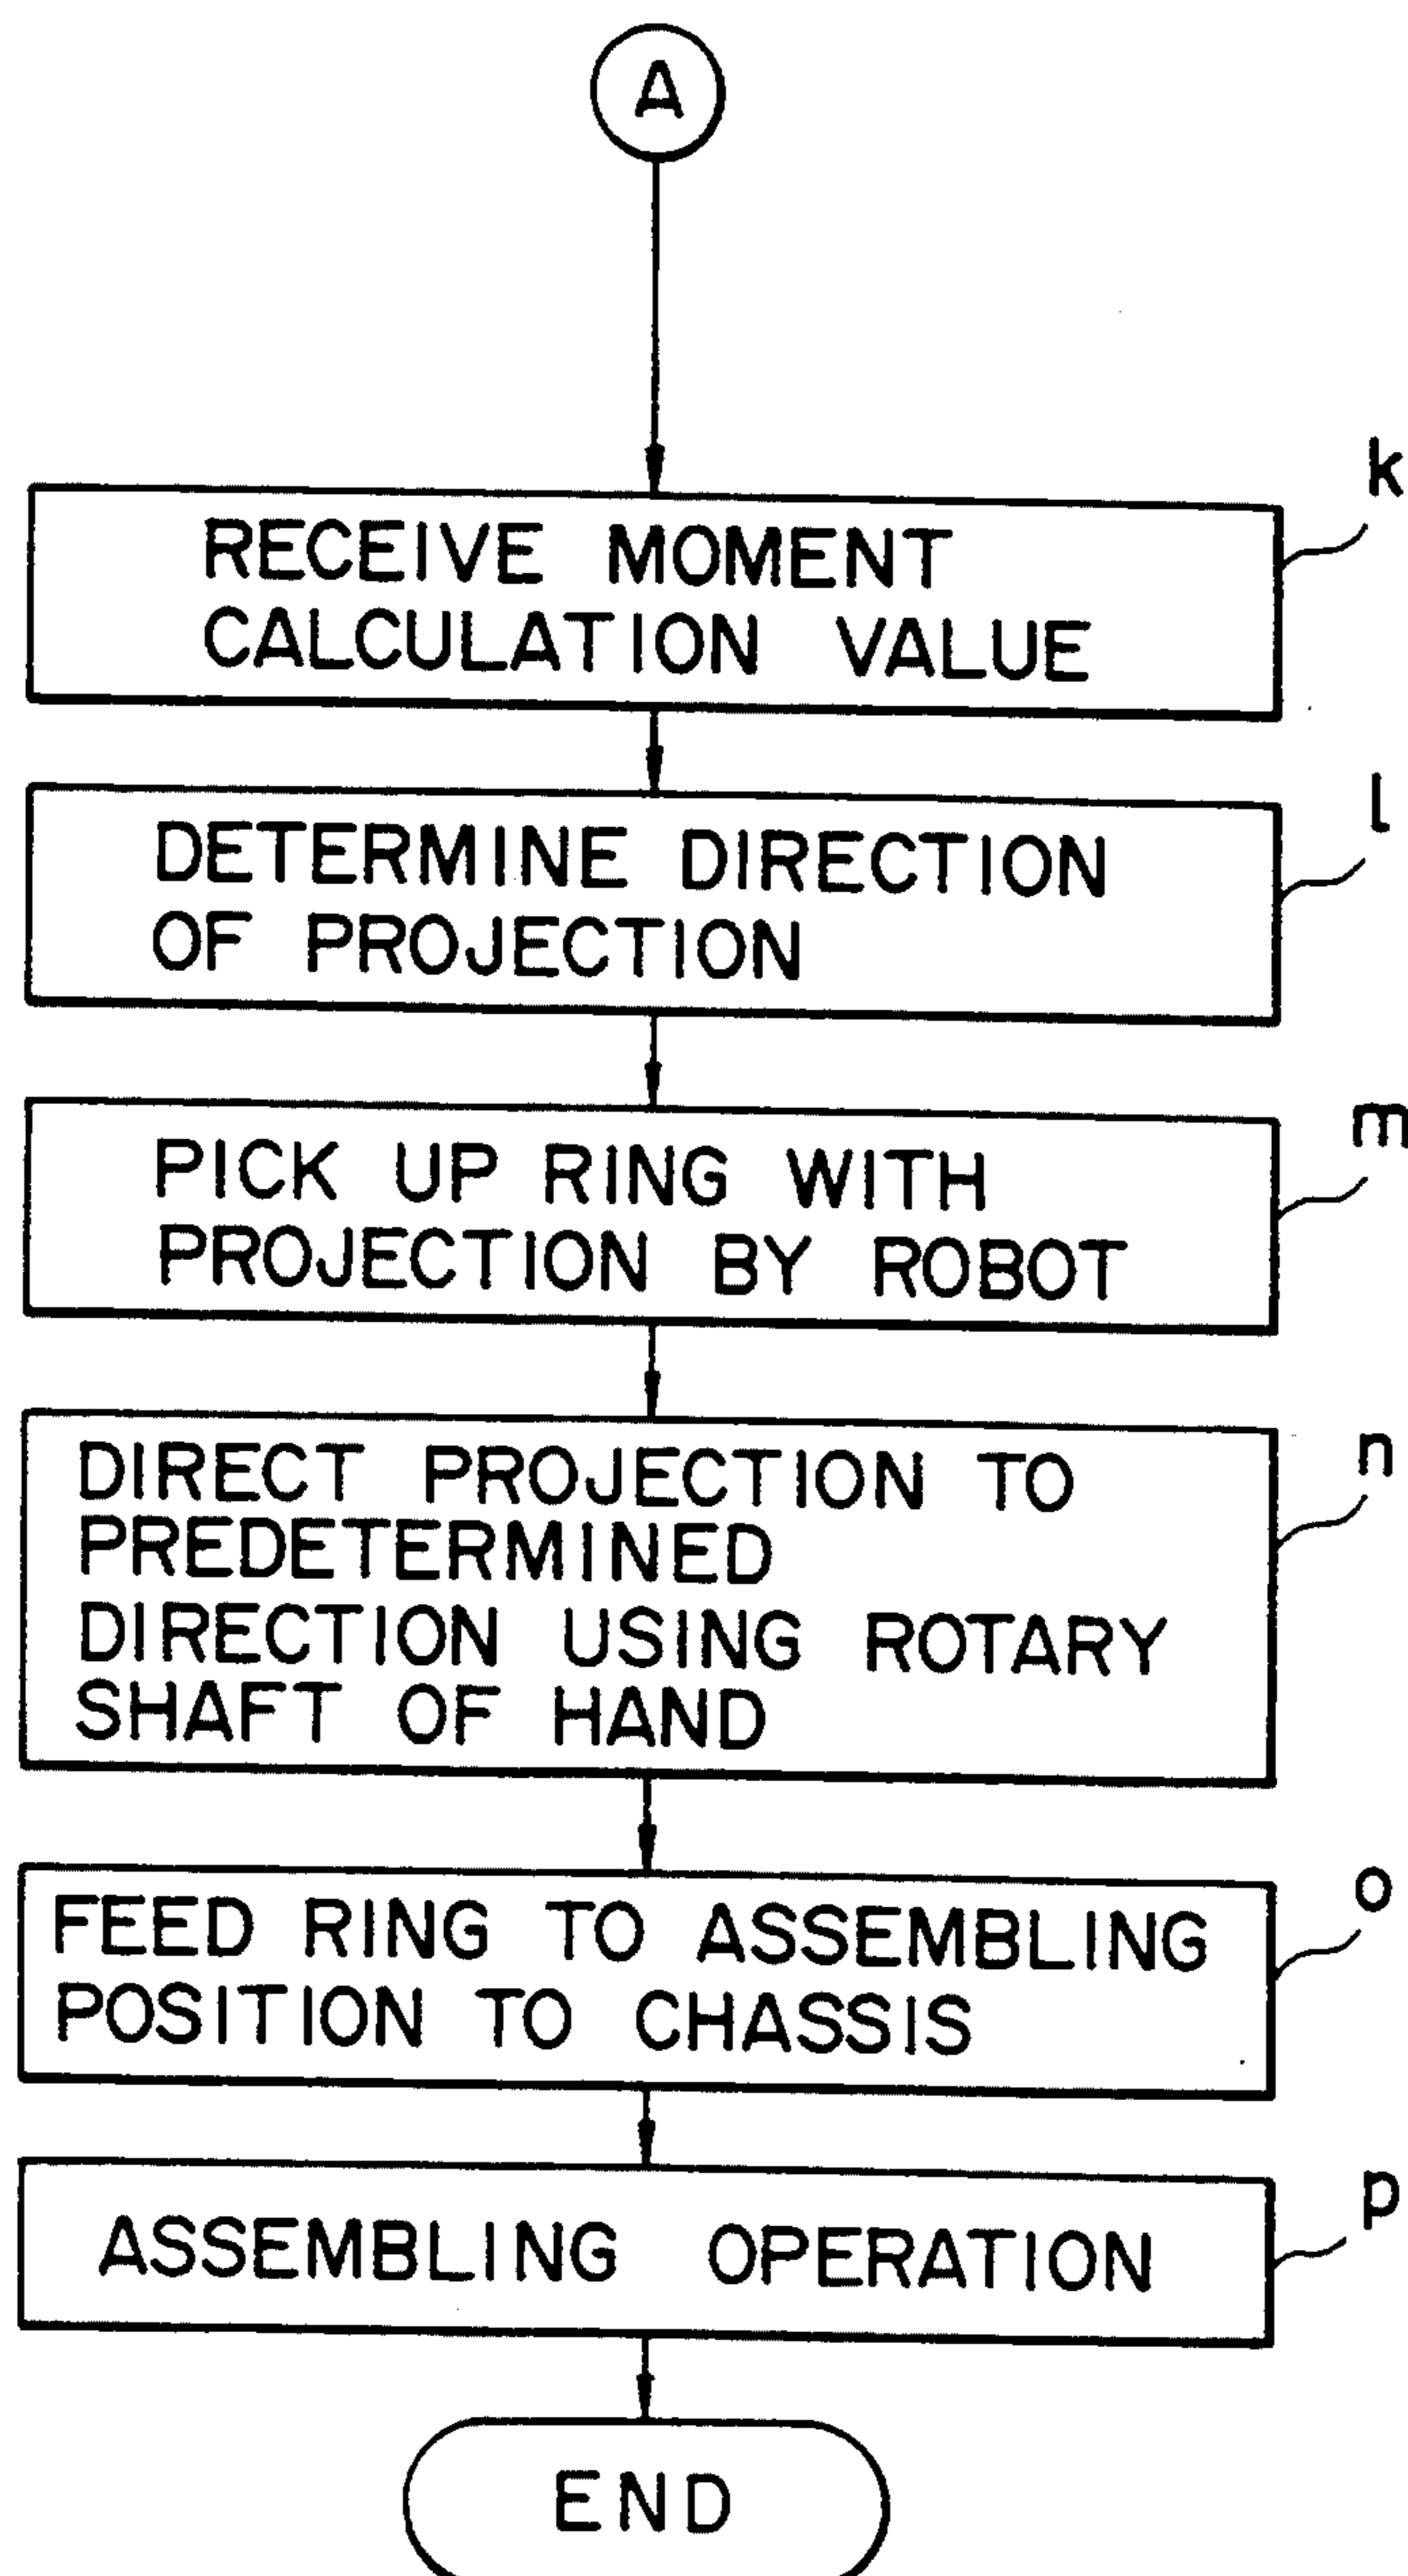 A
k
RECEIVE MOMENT
CALCULATION VALUE
l
DETERMINE DIRECTION
OF PROJECTION
m
PICK UP RING WITH
PROJECTION BY ROBOT
n
DIRECT PROJECTION TO
PREDETERMINED
DIRECTION USING ROTARY
SHAFT OF HAND
o
FEED RING TO ASSEMBLING
POSITION TO CHASSIS
p
ASSEMBLING OPERATION
END